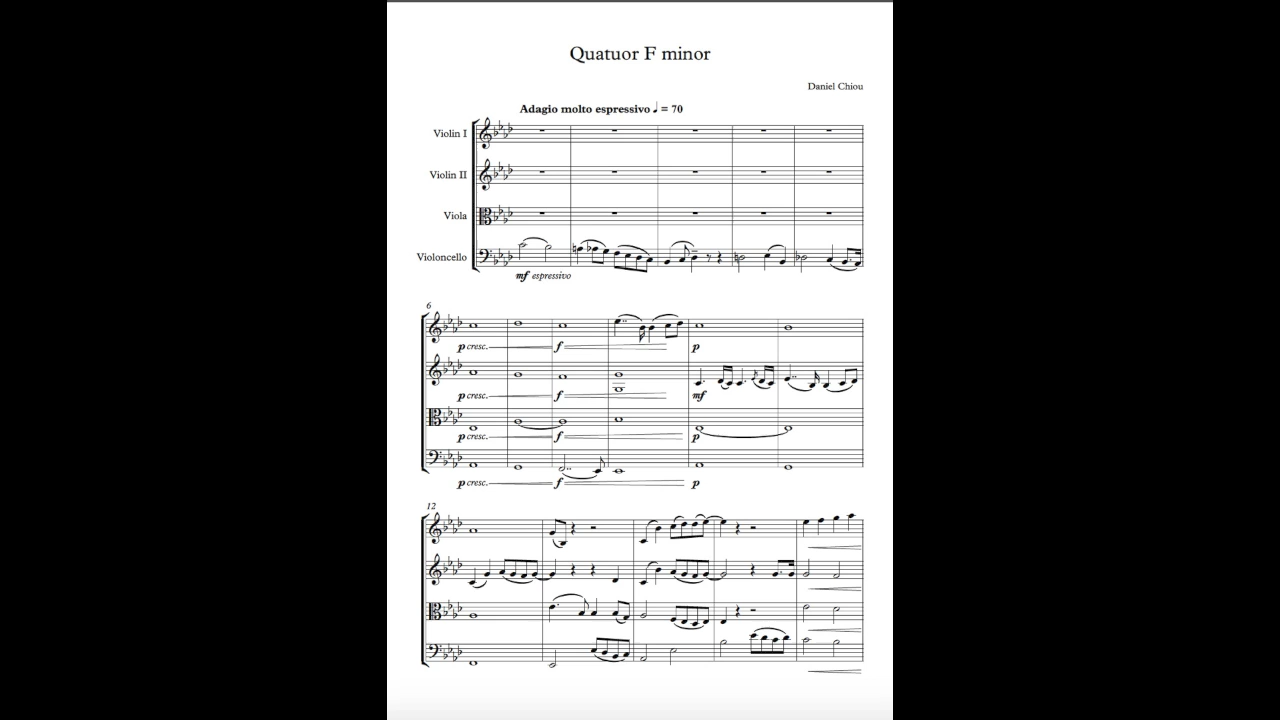 Quatuor F minor
Daniel Chiou
Adagio molto espressivo ♩ = 70
Violin I
Violin II
Viola
Violoncello
mf espressivo
6
p cresc. f p
p cresc. f mf
p cresc. f p
p cresc. f p
12